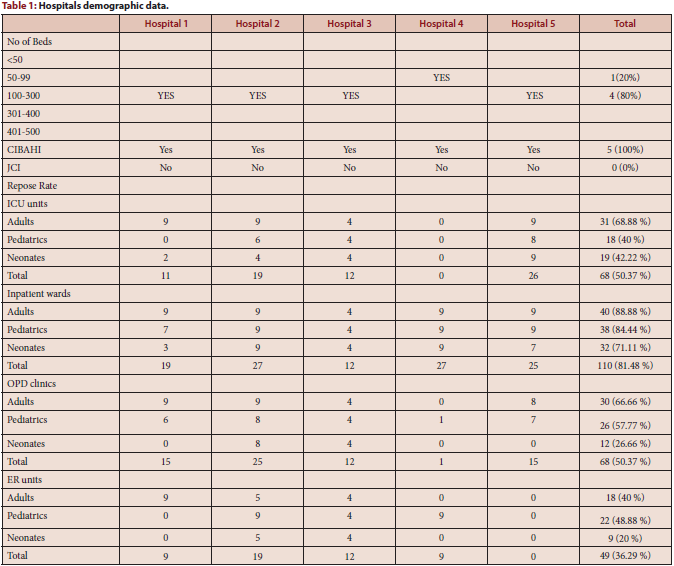 Table 1: Hospitals demographic data.
Hospital 1 Hospital 2 Hospital 3 Hospital 4 Hospital 5 Total
No of Beds
<50
50-99 YES 1(20%)
100-300 YES YES YES YES 4 (80%)
301-400
401-500
CIBAHI Yes Yes Yes Yes Yes 5 (100%)
JCI No No No No No 0 (0%)
Repose Rate
ICU units
Adults 9 9 4 0 9 31 (68.88 %)
Pediatrics 0 6 4 0 8 18 (40 %)
Neonates 2 4 4 0 9 19 (42.22 %)
Total 11 19 12 0 26 68 (50.37 %)
Inpatient wards
Adults 9 9 4 9 9 40 (88.88 %)
Pediatrics 7 9 4 9 9 38 (84.44 %)
Neonates 3 9 4 9 7 32 (71.11 %)
Total 19 27 12 27 25 110 (81.48 %)
OPD clinics
Adults 9 9 4 0 8 30 (66.66 %)
Pediatrics 6 8 4 1 7 26 (57.77 %)
Neonates 0 8 4 0 0 12 (26.66 %)
Total 15 25 12 1 15 68 (50.37 %)
ER units
Adults 9 5 4 0 0 18 (40 %)
Pediatrics 0 9 4 9 0 22 (48.88 %)
Neonates 0 5 4 0 0 9 (20 %)
Total 9 19 12 9 0 49 (36.29 %)